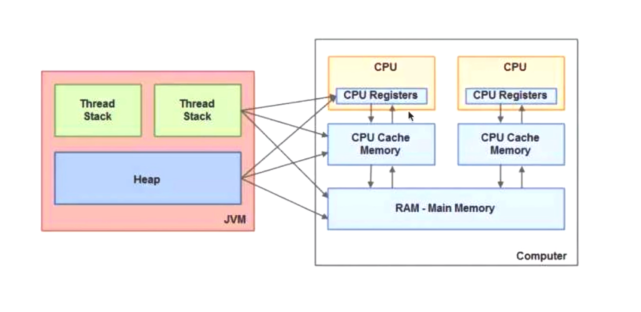 Thread
Stack
Thread
Stack
Heap
JVM
CPU
CPU Registers
CPU Cache
Memory
CPU
CPU Registers
CPU Cache
Memory
RAM - Main Memory
Computer